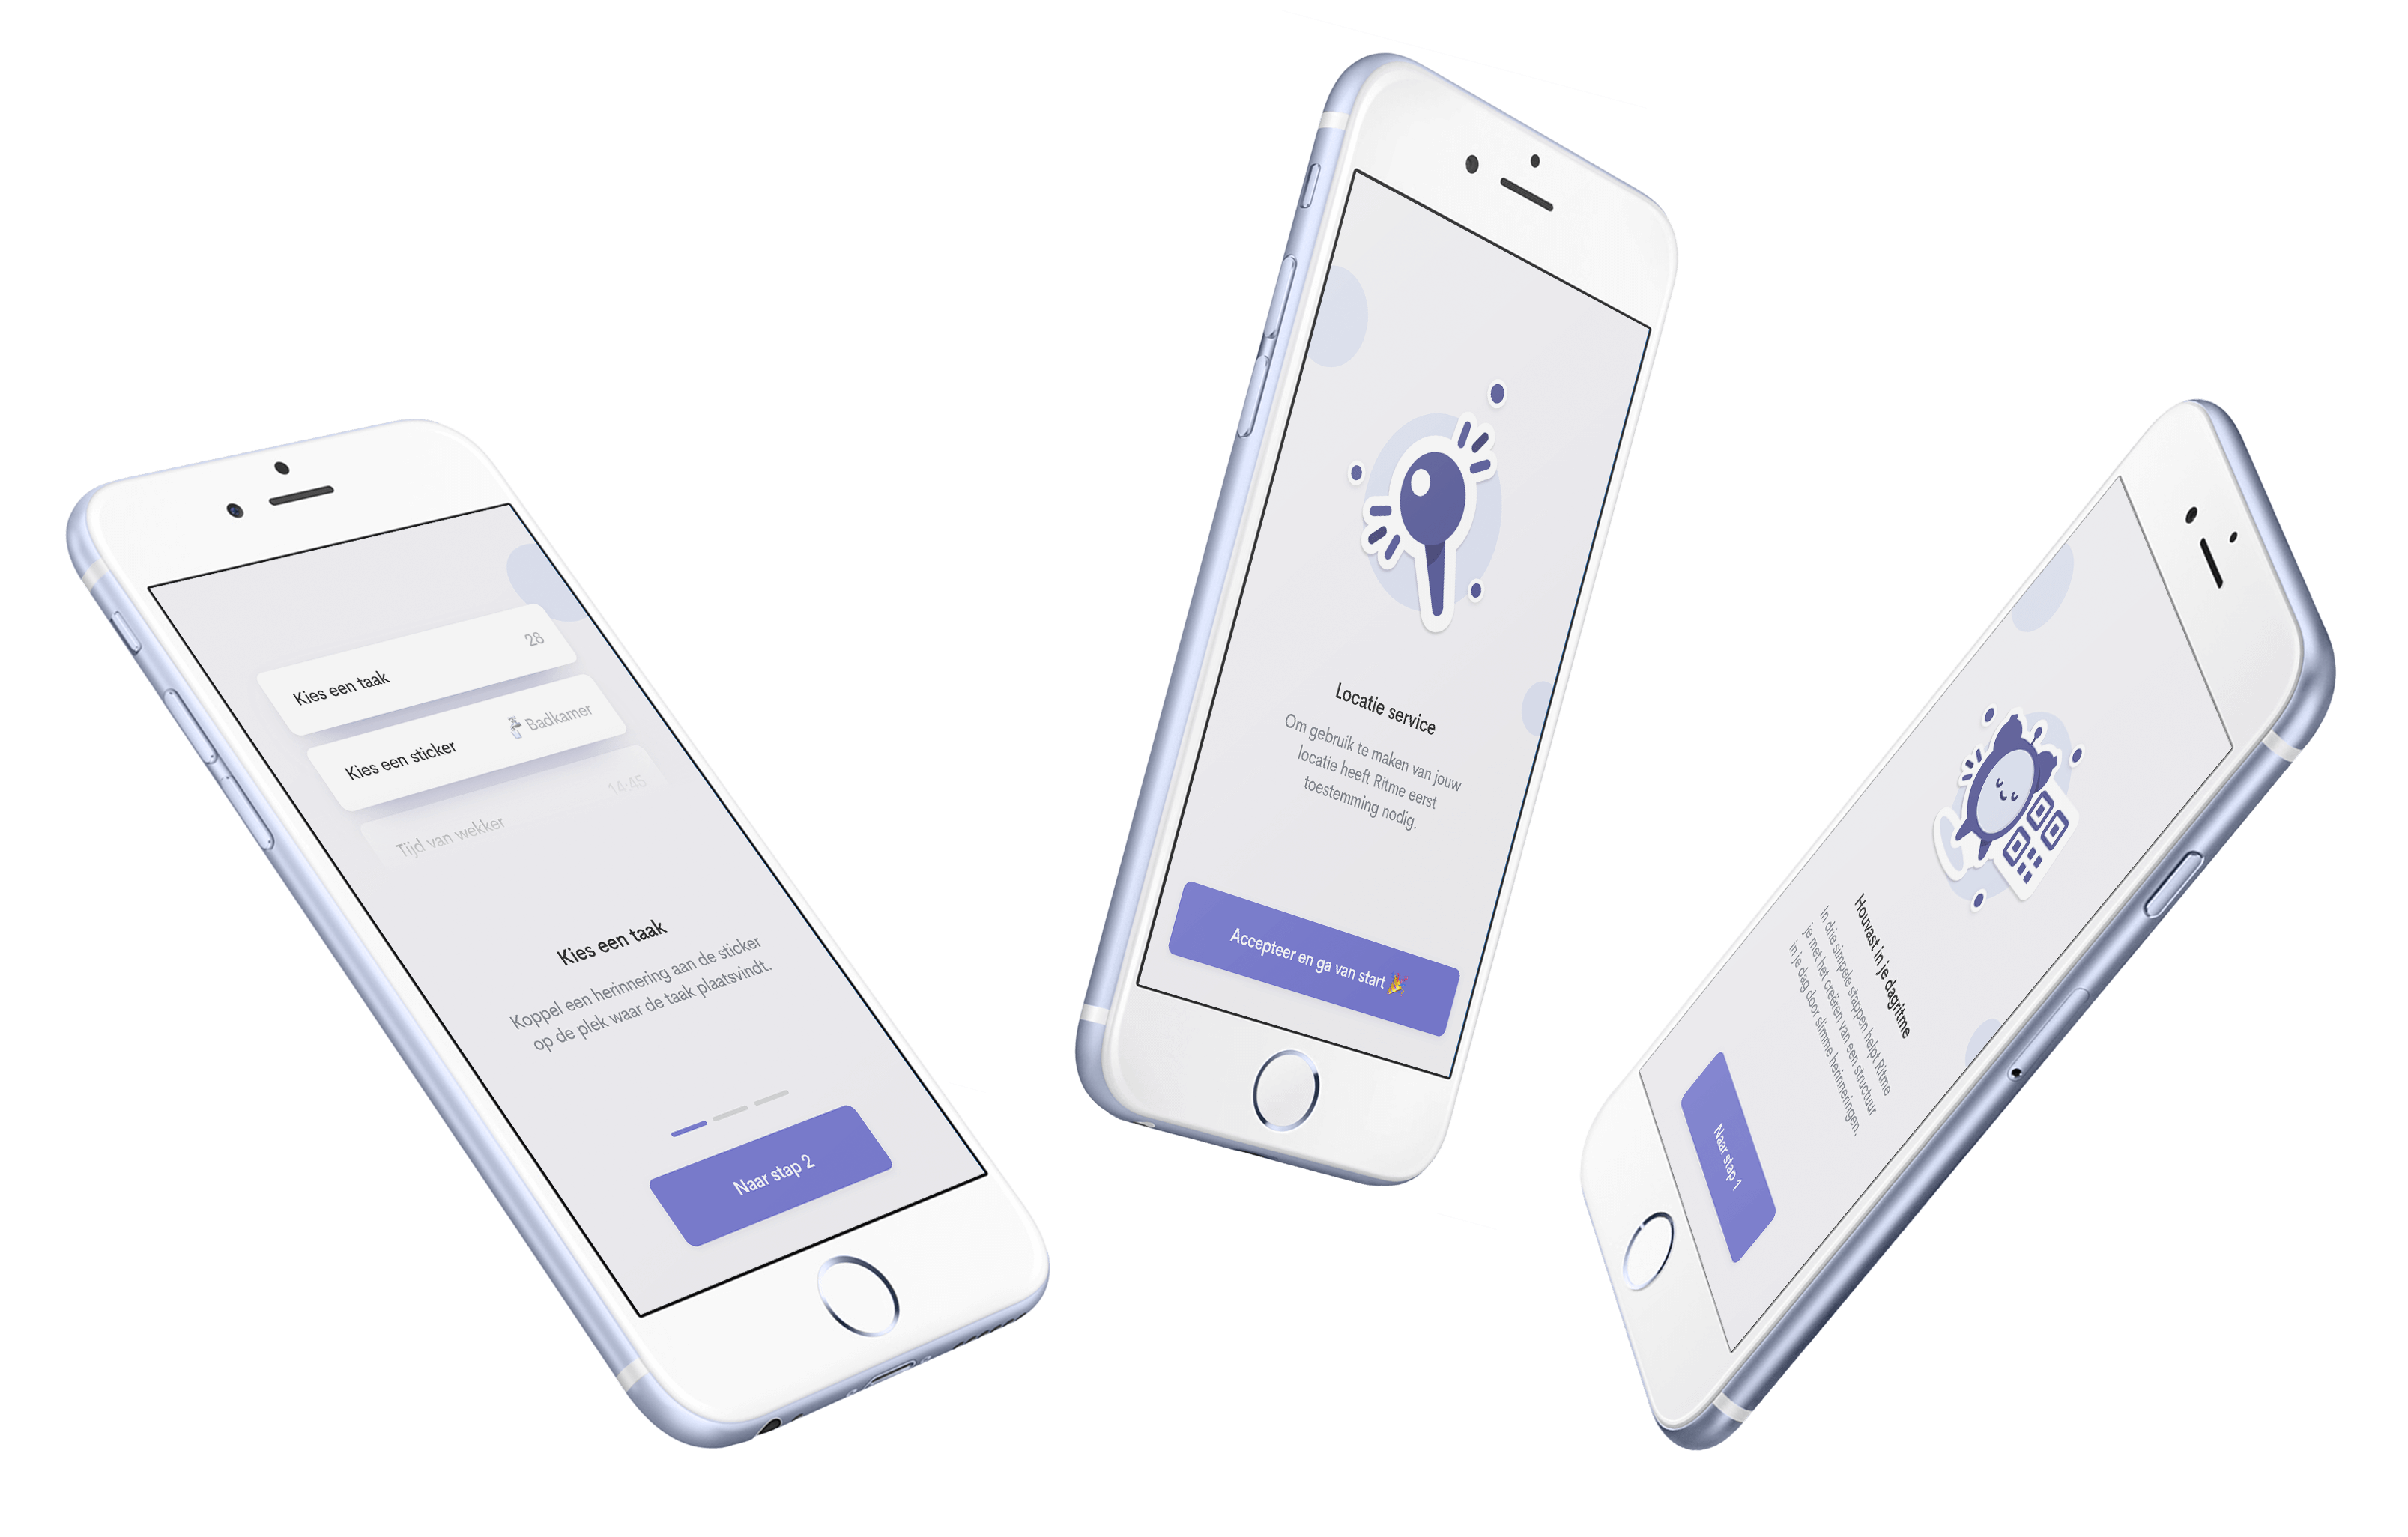 Kies een taak
28
Kies een sticker
Badkamer
Tijd van wekker
14:45
Kies een taak
Koppel een herinnering aan de sticker
op de plek waar de taak plaatsvindt.
Naar stap 2
Locatie service
Om gebruik te maken van jouw
locatie heeft Ritme eerst
toestemming nodig.
Accepteer en ga van start 🎉
Houvast in je dagritme
In drie simpele stappen helpt Ritme
je met het creëren van een structuur
in je dag door slimme herinneringen.
Naar stap 1